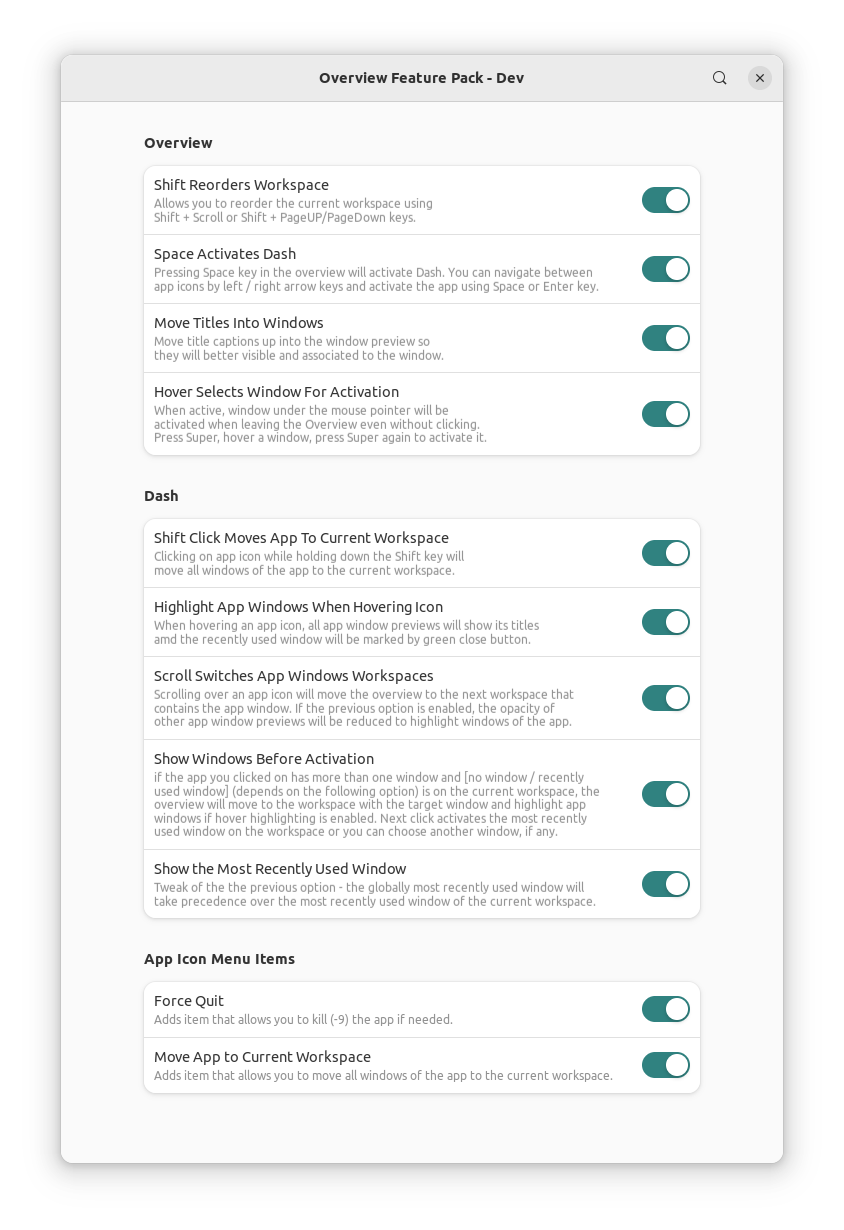 Overview Feature Pack - Dev
Overview
Shift Reorders Workspace
Allows you to reorder the current workspace using
Shift + Scroll or Shift + PageUP/PageDown keys.
Space Activates Dash
Pressing Space key in the overview will activate Dash. You can navigate between
app icons by left / right arrow keys and activate the app using Space or Enter key.
Move Titles Into Windows
Move title captions up into the window preview so
they will better visible and associated to the window.
Hover Selects Window For Activation
When active, window under the mouse pointer will be
activated when leaving the Overview even without clicking.
Press Super, hover a window, press Super again to activate it.
Dash
Shift Click Moves App To Current Workspace
Clicking on app icon while holding down the Shift key will
move all windows of the app to the current workspace.
Highlight App Windows When Hovering Icon
When hovering an app icon, all app window previews will show its titles
amd the recently used window will be marked by green close button.
Scroll Switches App Windows Workspaces
Scrolling over an app icon will move the overview to the next workspace that
contains the app window. If the previous option is enabled, the opacity of
other app window previews will be reduced to highlight windows of the app.
Show Windows Before Activation
if the app you clicked on has more than one window and [no window / recently
used window] (depends on the following option) is on the current workspace, the
overview will move to the workspace with the target window and highlight app
windows if hover highlighting is enabled. Next click activates the most recently
used window on the workspace or you can choose another window, if any.
Show the Most Recently Used Window
Tweak of the the previous option - the globally most recently used window will
take precedence over the most recently used window of the current workspace.
App Icon Menu Items
Force Quit
Adds item that allows you to kill (-9) the app if needed.
Move App to Current Workspace
Adds item that allows you to move all windows of the app to the current workspace.